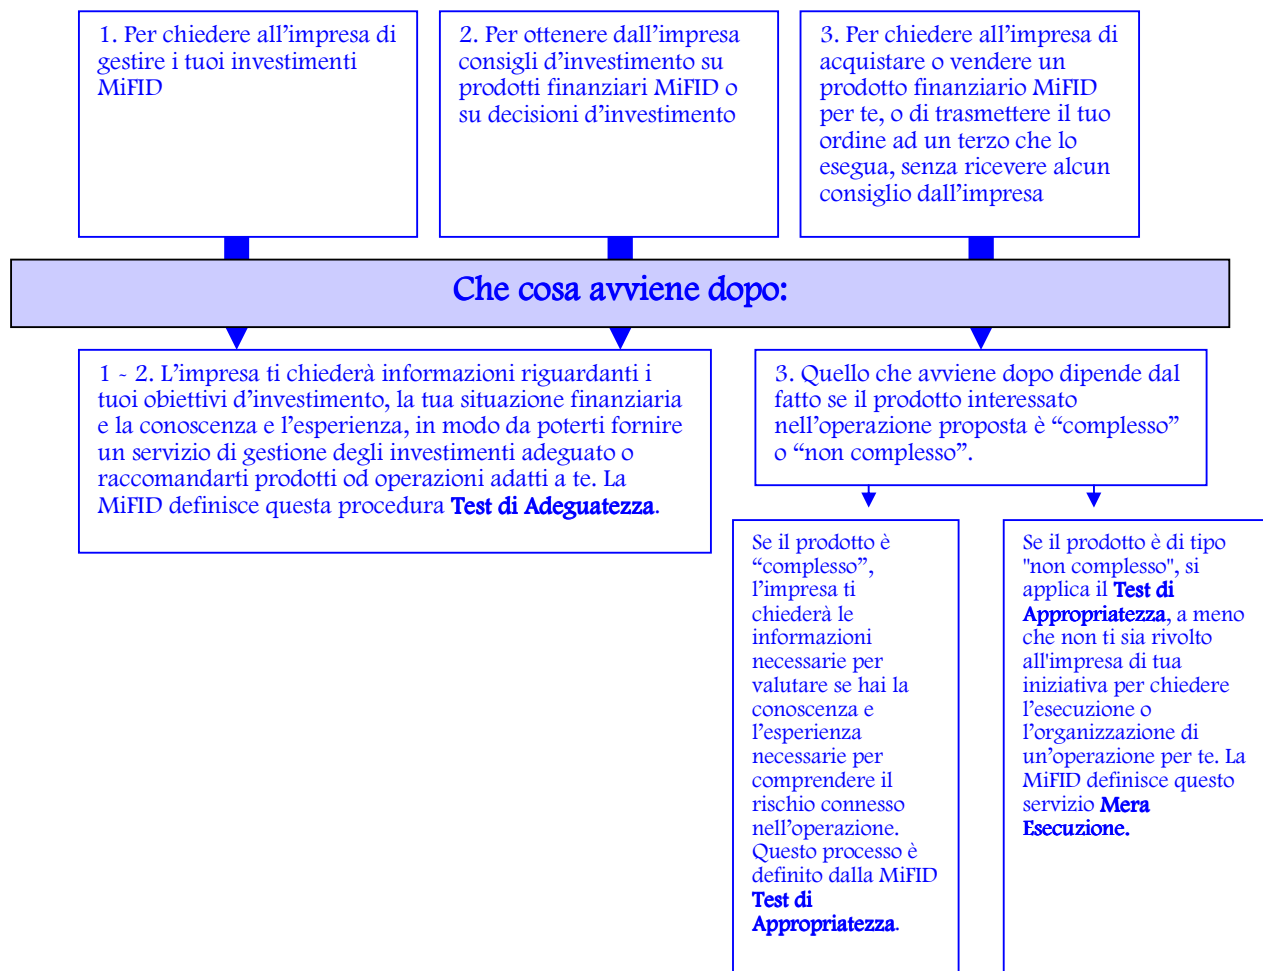 1. Per chiedere all'impresa di
gestire i tuoi investimenti
MiFID
2. Per ottenere dall'impresa
consigli d'investimento su
prodotti finanziari MiFID o
su decisioni d'investimento
3. Per chiedere all'impresa di
acquistare o vendere un
prodotto finanziario MiFID
per te, o di trasmettere il tuo
ordine ad un terzo che lo
esegua, senza ricevere alcun
consiglio dall'impresa
Che cosa avviene dopo:
1 - 2. L'impresa ti chiederà informazioni riguardanti i
tuoi obiettivi d'investimento, la tua situazione finanziaria
e la conoscenza e l'esperienza, in modo da poterti fornire
un servizio di gestione degli investimenti adeguato o
raccomandarti prodotti od operazioni adatti a te. La
MiFID definisce questa procedura Test di Adeguatezza.
3. Quello che avviene dopo dipende dal
fatto se il prodotto interessato
nell'operazione proposta è “complesso”
o “non complesso”.
Se il prodotto è
“complesso”,
l'impresa ti
chiederà le
informazioni
necessarie per
valutare se hai la
conoscenza e
l'esperienza
necessarie per
comprendere il
rischio connesso
nell'operazione.
Questo processo è
definito dalla MiFID
Test di
Appropriatezza.
Se il prodotto è di tipo
"non complesso", si
applica il Test di
Appropriatezza, a meno
che non ti sia rivolto
all'impresa di tua
iniziativa per chiedere
l'esecuzione o
l'organizzazione di
un'operazione per te. La
MiFID definisce questo
servizio Mera
Esecuzione.